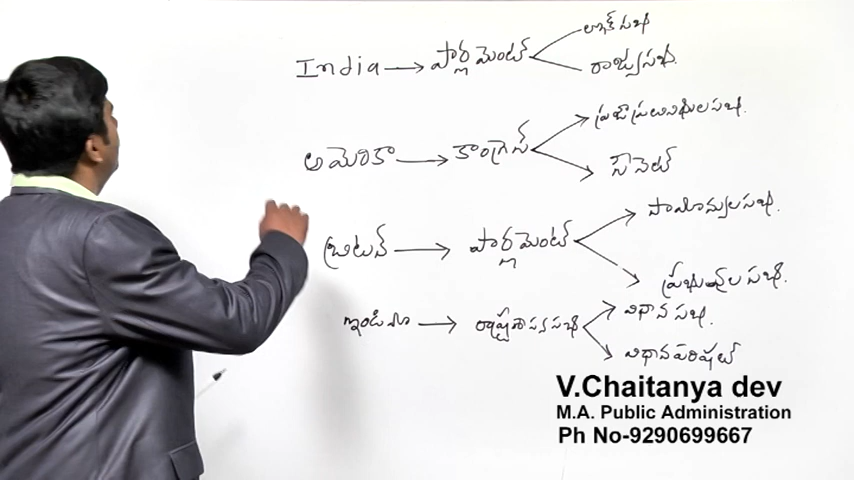 India → పార్లమెంట్
లోక్ సభ
రాజ్యసభ.
అమెరికా → కాంగ్రెస్
ప్రజాప్రతినిధుల సభ.
సెనెట్
బ్రిటన్ → పార్లమెంట్
సామాన్యుల సభ.
ప్రభువుల సభ.
ఇండియా → రాష్ట్రశాసనసభ
విధాన సభ.
విధానపరిషత్
V.Chaitanya dev
M.A. Public Administration
Ph No-9290699667